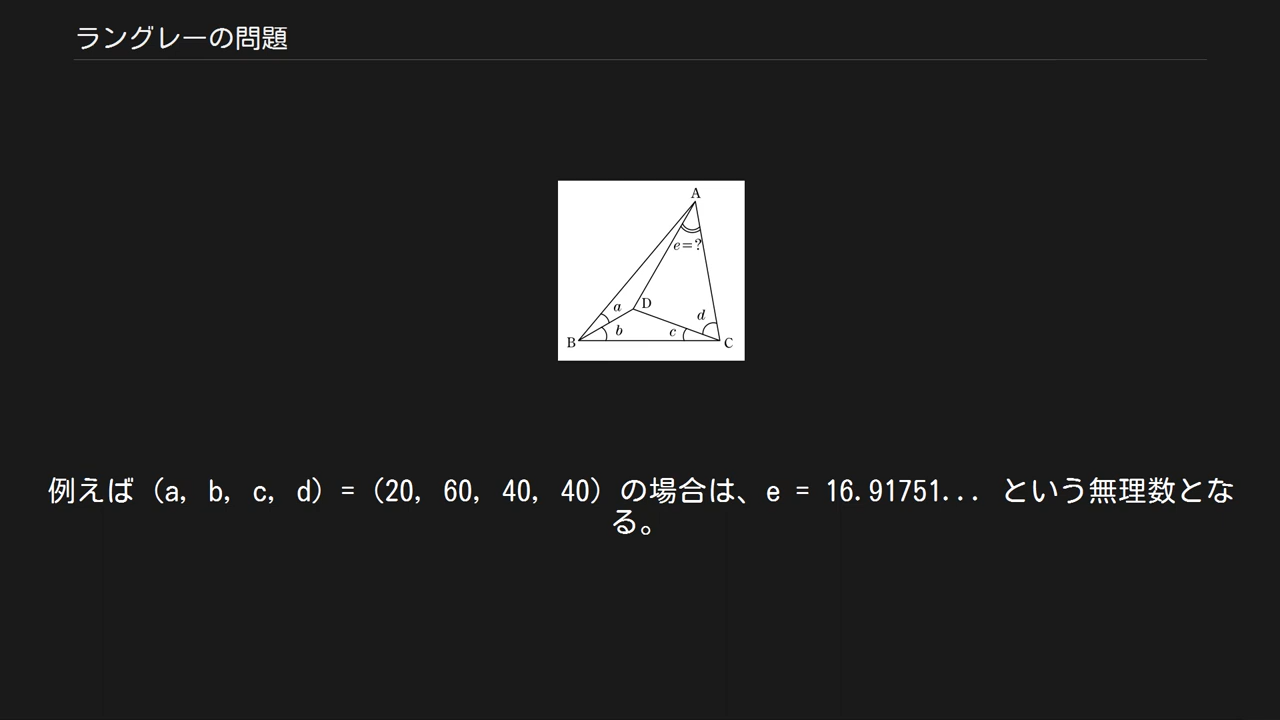 ラングレーの問題
A
e=?
a
D
b
c
d
B
C
例えば (a, b, c, d) = (20, 60, 40, 40) の場合は、e = 16.91751... という無理数とな
る。